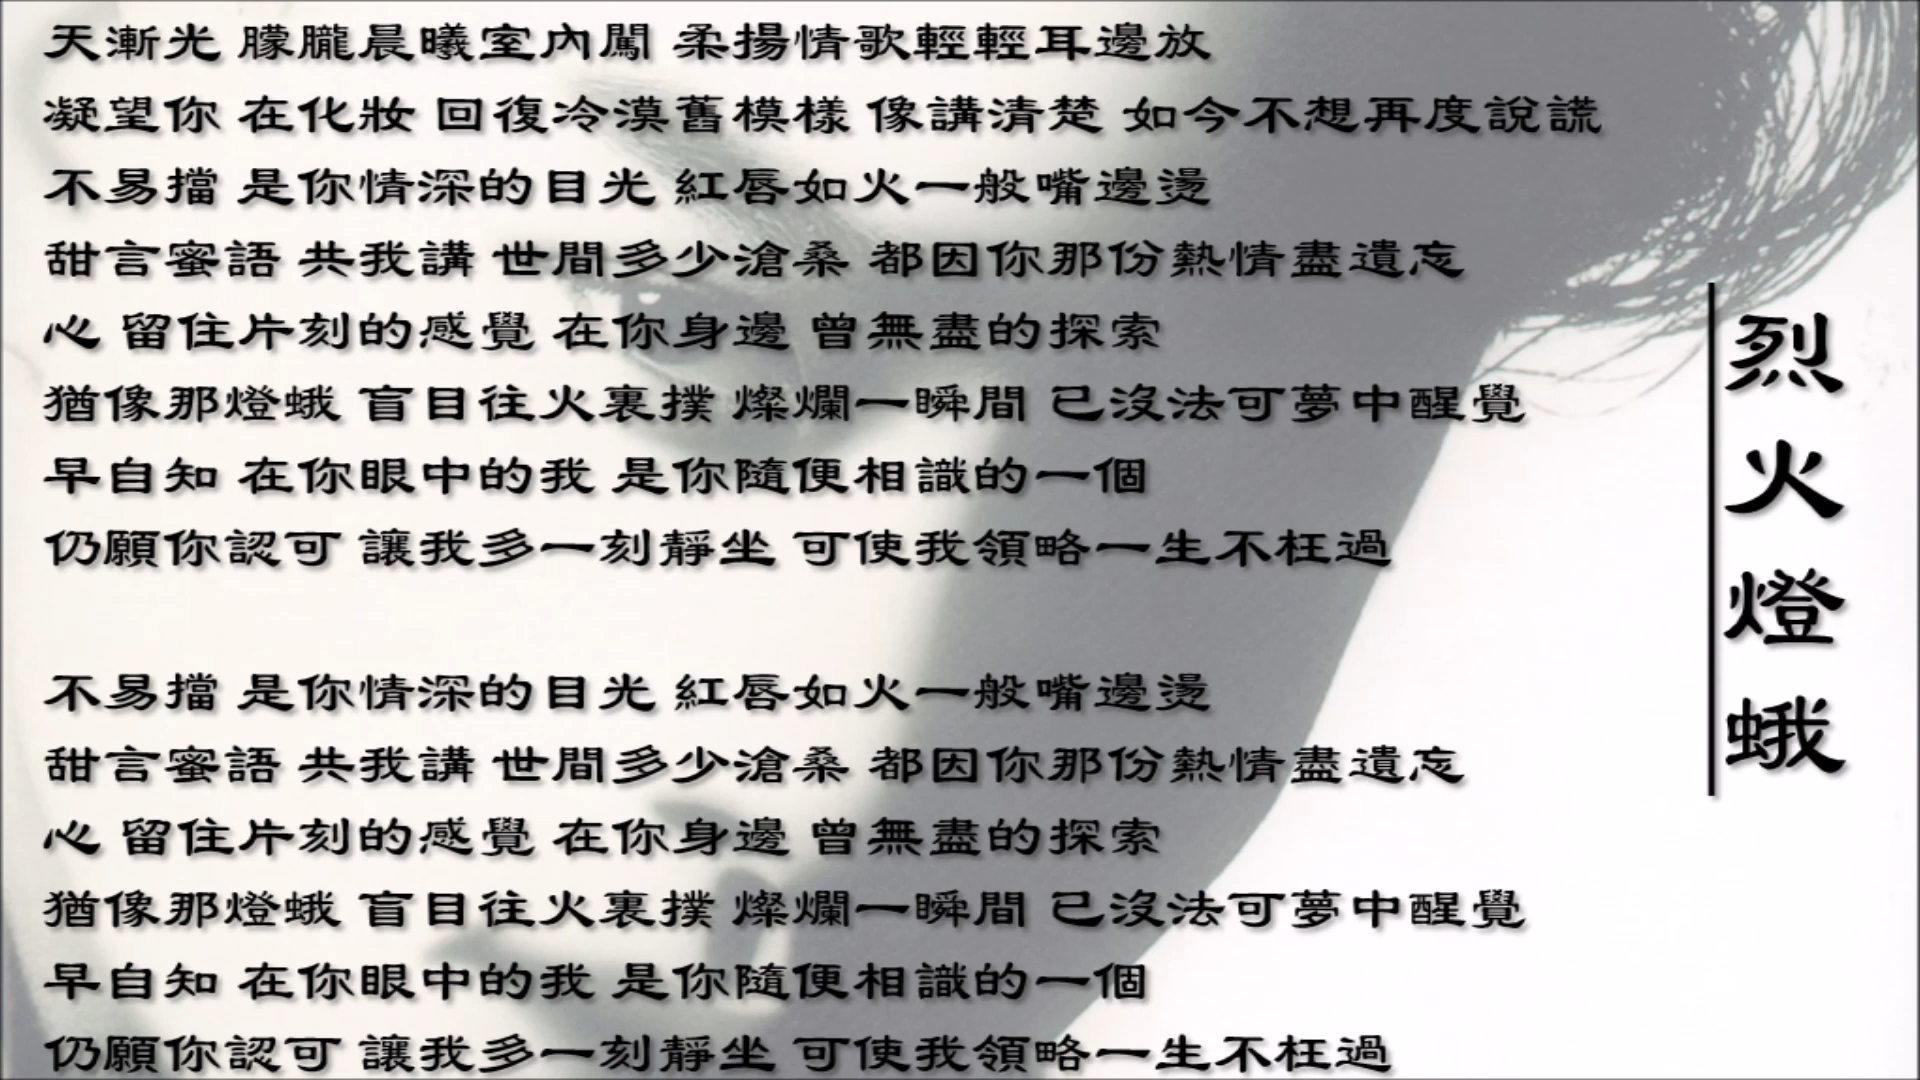 天漸光 朦朧晨曦室內闖 柔揚情歌輕輕耳邊放
凝望你 在化妝 回復冷漠舊模樣 像講清楚 如今不想再度說謊
不易擋 是你情深的目光 紅唇如火一般嘴邊燙
甜言蜜語 共我講 世間多少滄桑 都因你那份熱情盡遺忘
心 留住片刻的感覺 在你身邊 曾無盡的探索
猶像那燈蛾 盲目往火裏撲 燦爛一瞬間 已沒法可夢中醒覺
早自知 在你眼中的我 是你隨便相識的一個
仍願你認可 讓我多一刻靜坐 可使我領略一生不枉過
不易擋 是你情深的目光 紅唇如火一般嘴邊燙
甜言蜜語 共我講 世間多少滄桑 都因你那份熱情盡遺忘
心 留住片刻的感覺 在你身邊 曾無盡的探索
猶像那燈蛾 盲目往火裏撲 燦爛一瞬間 已沒法可夢中醒覺
早自知 在你眼中的我 是你隨便相識的一個
仍願你認可 讓我多一刻靜坐 可使我領略一生不枉過
烈火燈蛾